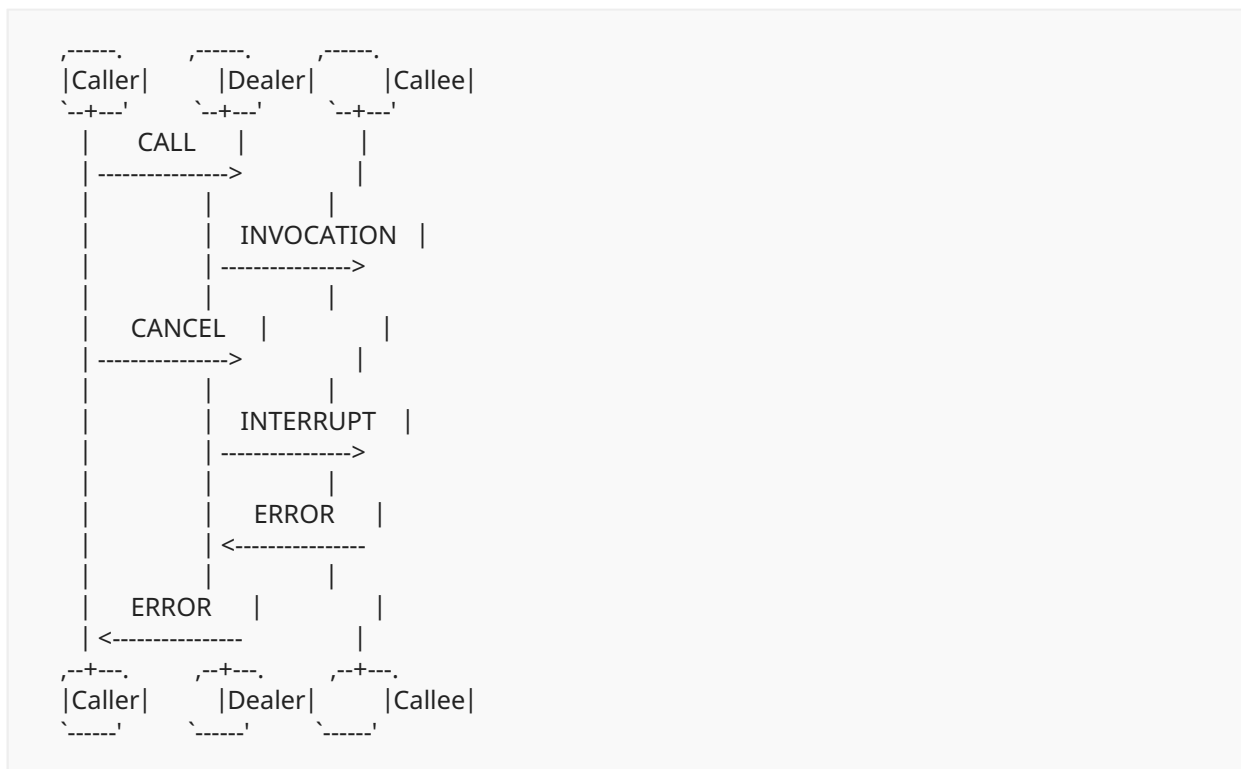 ,------.          ,------.          ,------.
|Caller|          |Dealer|          |Callee|
`--+---'          `--+---'          `--+---'
   |       CALL      |                 |
   | ---------------->                 |
   |                 |                 |
   |                 |    INVOCATION   |
   |                 | ---------------->
   |                 |                 |
   |      CANCEL     |                 |
   | ---------------->                 |
   |                 |                 |
   |                 |    INTERRUPT    |
   |                 | ---------------->
   |                 |                 |
   |                 |      ERROR      |
   |                 | <----------------
   |                 |                 |
   |      ERROR      |                 |
   | <----------------                 |
,--+---.          ,--+---.          ,--+---.
|Caller|          |Dealer|          |Callee|
`------'          `------'          `------'